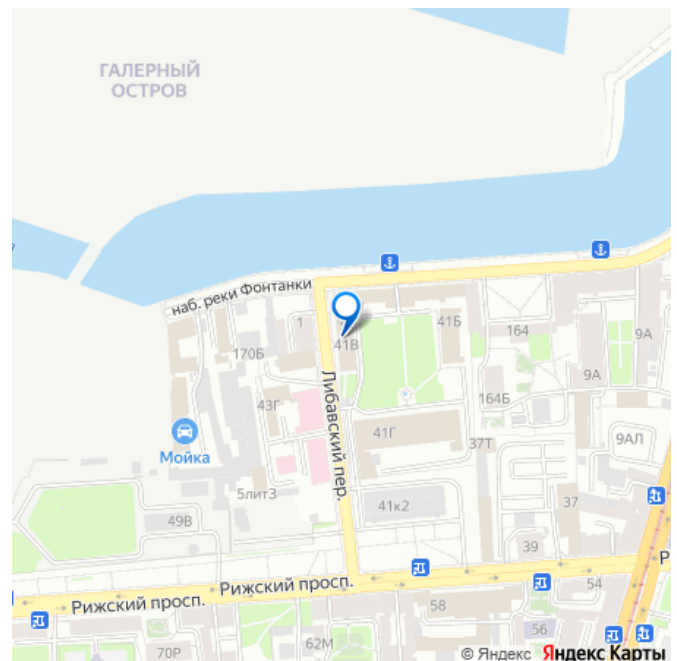 ГАЛЕРНЫЙ
ОСТРОВ
наб. реки Фонтанки
1
41В
41Б
164
9А
170Б
9А
Либавский пер.
43Г
164Б
41Г
37Т
9АЛ
Мойка
5лит3
41к2
37
49В
39
Рижский просп.
Р
54
Рижский просп.
58
56
62М
70Р
© Яндекс Яндекс Карты